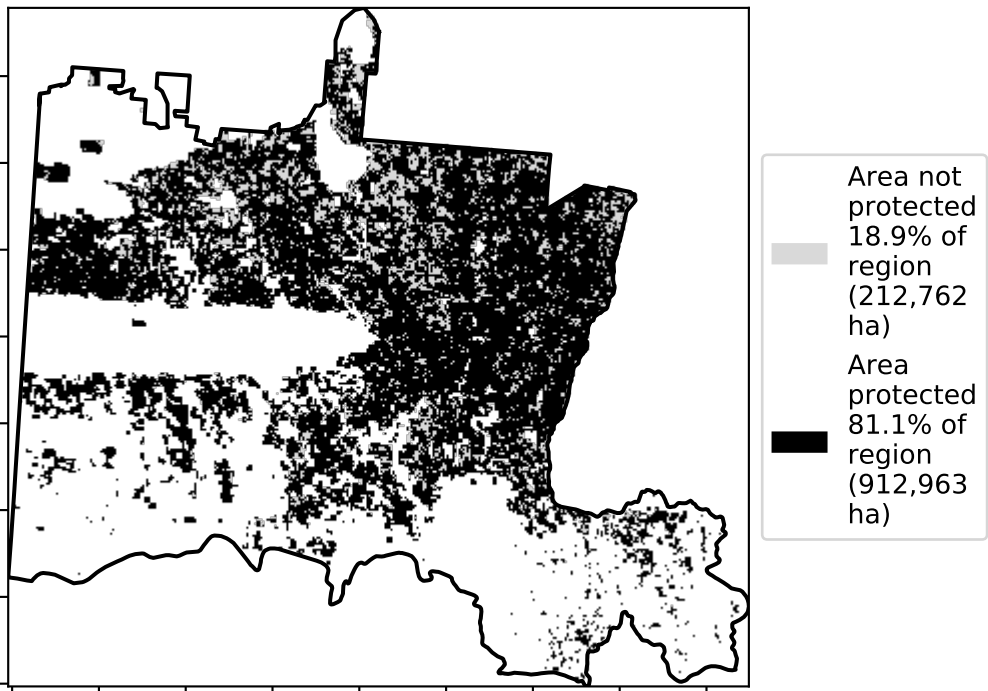 Area not
protected
18.9% of
region
(212,762
ha)
Area
protected
81.1% of
region
(912,963
ha)